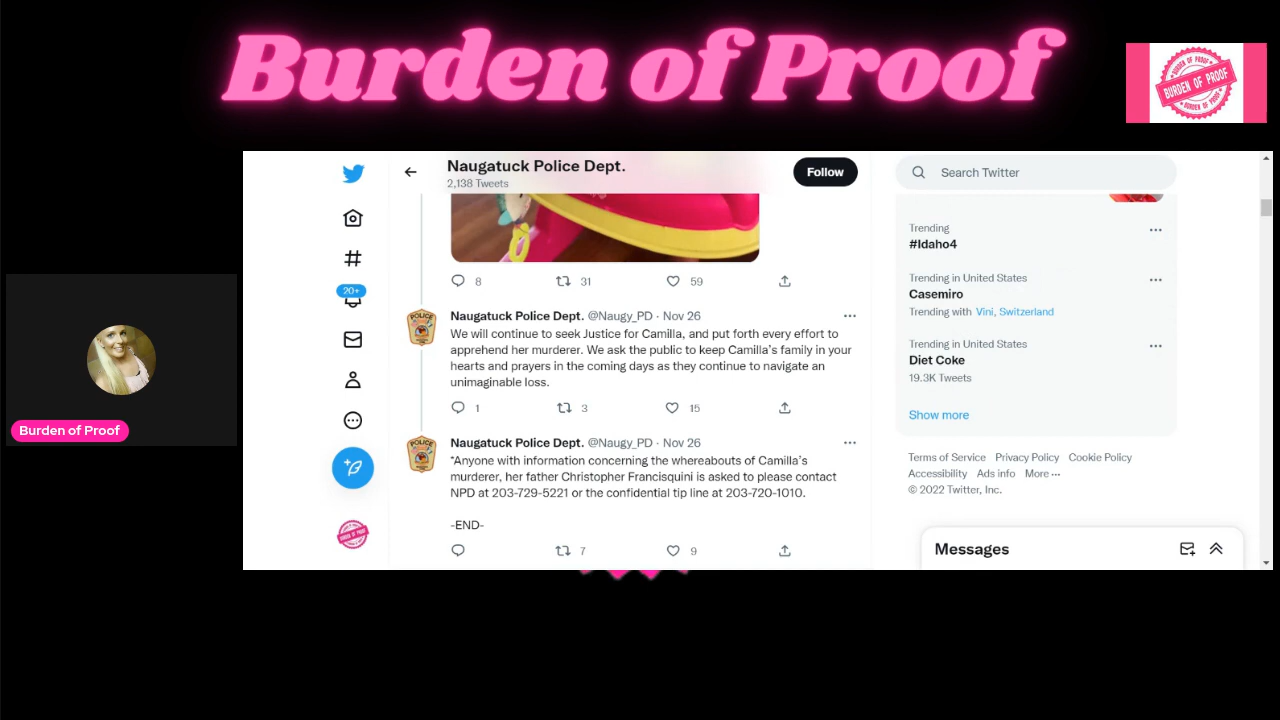 Burden of Proof
BURDEN OF PROOF
BURDEN OF PROOF
BURDEN OF PROOF
Naugatuck Police Dept.
2,138 Tweets
Follow
8 31 59
Naugatuck Police Dept. @Naugy_PD · Nov 26
We will continue to seek Justice for Camilla, and put forth every effort to
apprehend her murderer. We ask the public to keep Camilla's family in your
hearts and prayers in the coming days as they continue to navigate an
unimaginable loss.
1 3 15
Naugatuck Police Dept. @Naugy_PD · Nov 26
*Anyone with information concerning the whereabouts of Camilla's
murderer, her father Christopher Francisquini is asked to please contact
NPD at 203-729-5221 or the confidential tip line at 203-720-1010.
-END-
7 9
20+
Search Twitter
Trending
#Idaho4
Trending in United States
Casemiro
Trending with Vini, Switzerland
Trending in United States
Diet Coke
19.3K Tweets
Show more
Terms of Service Privacy Policy Cookie Policy
Accessibility Ads info More ···
© 2022 Twitter, Inc.
Messages
Burden of Proof